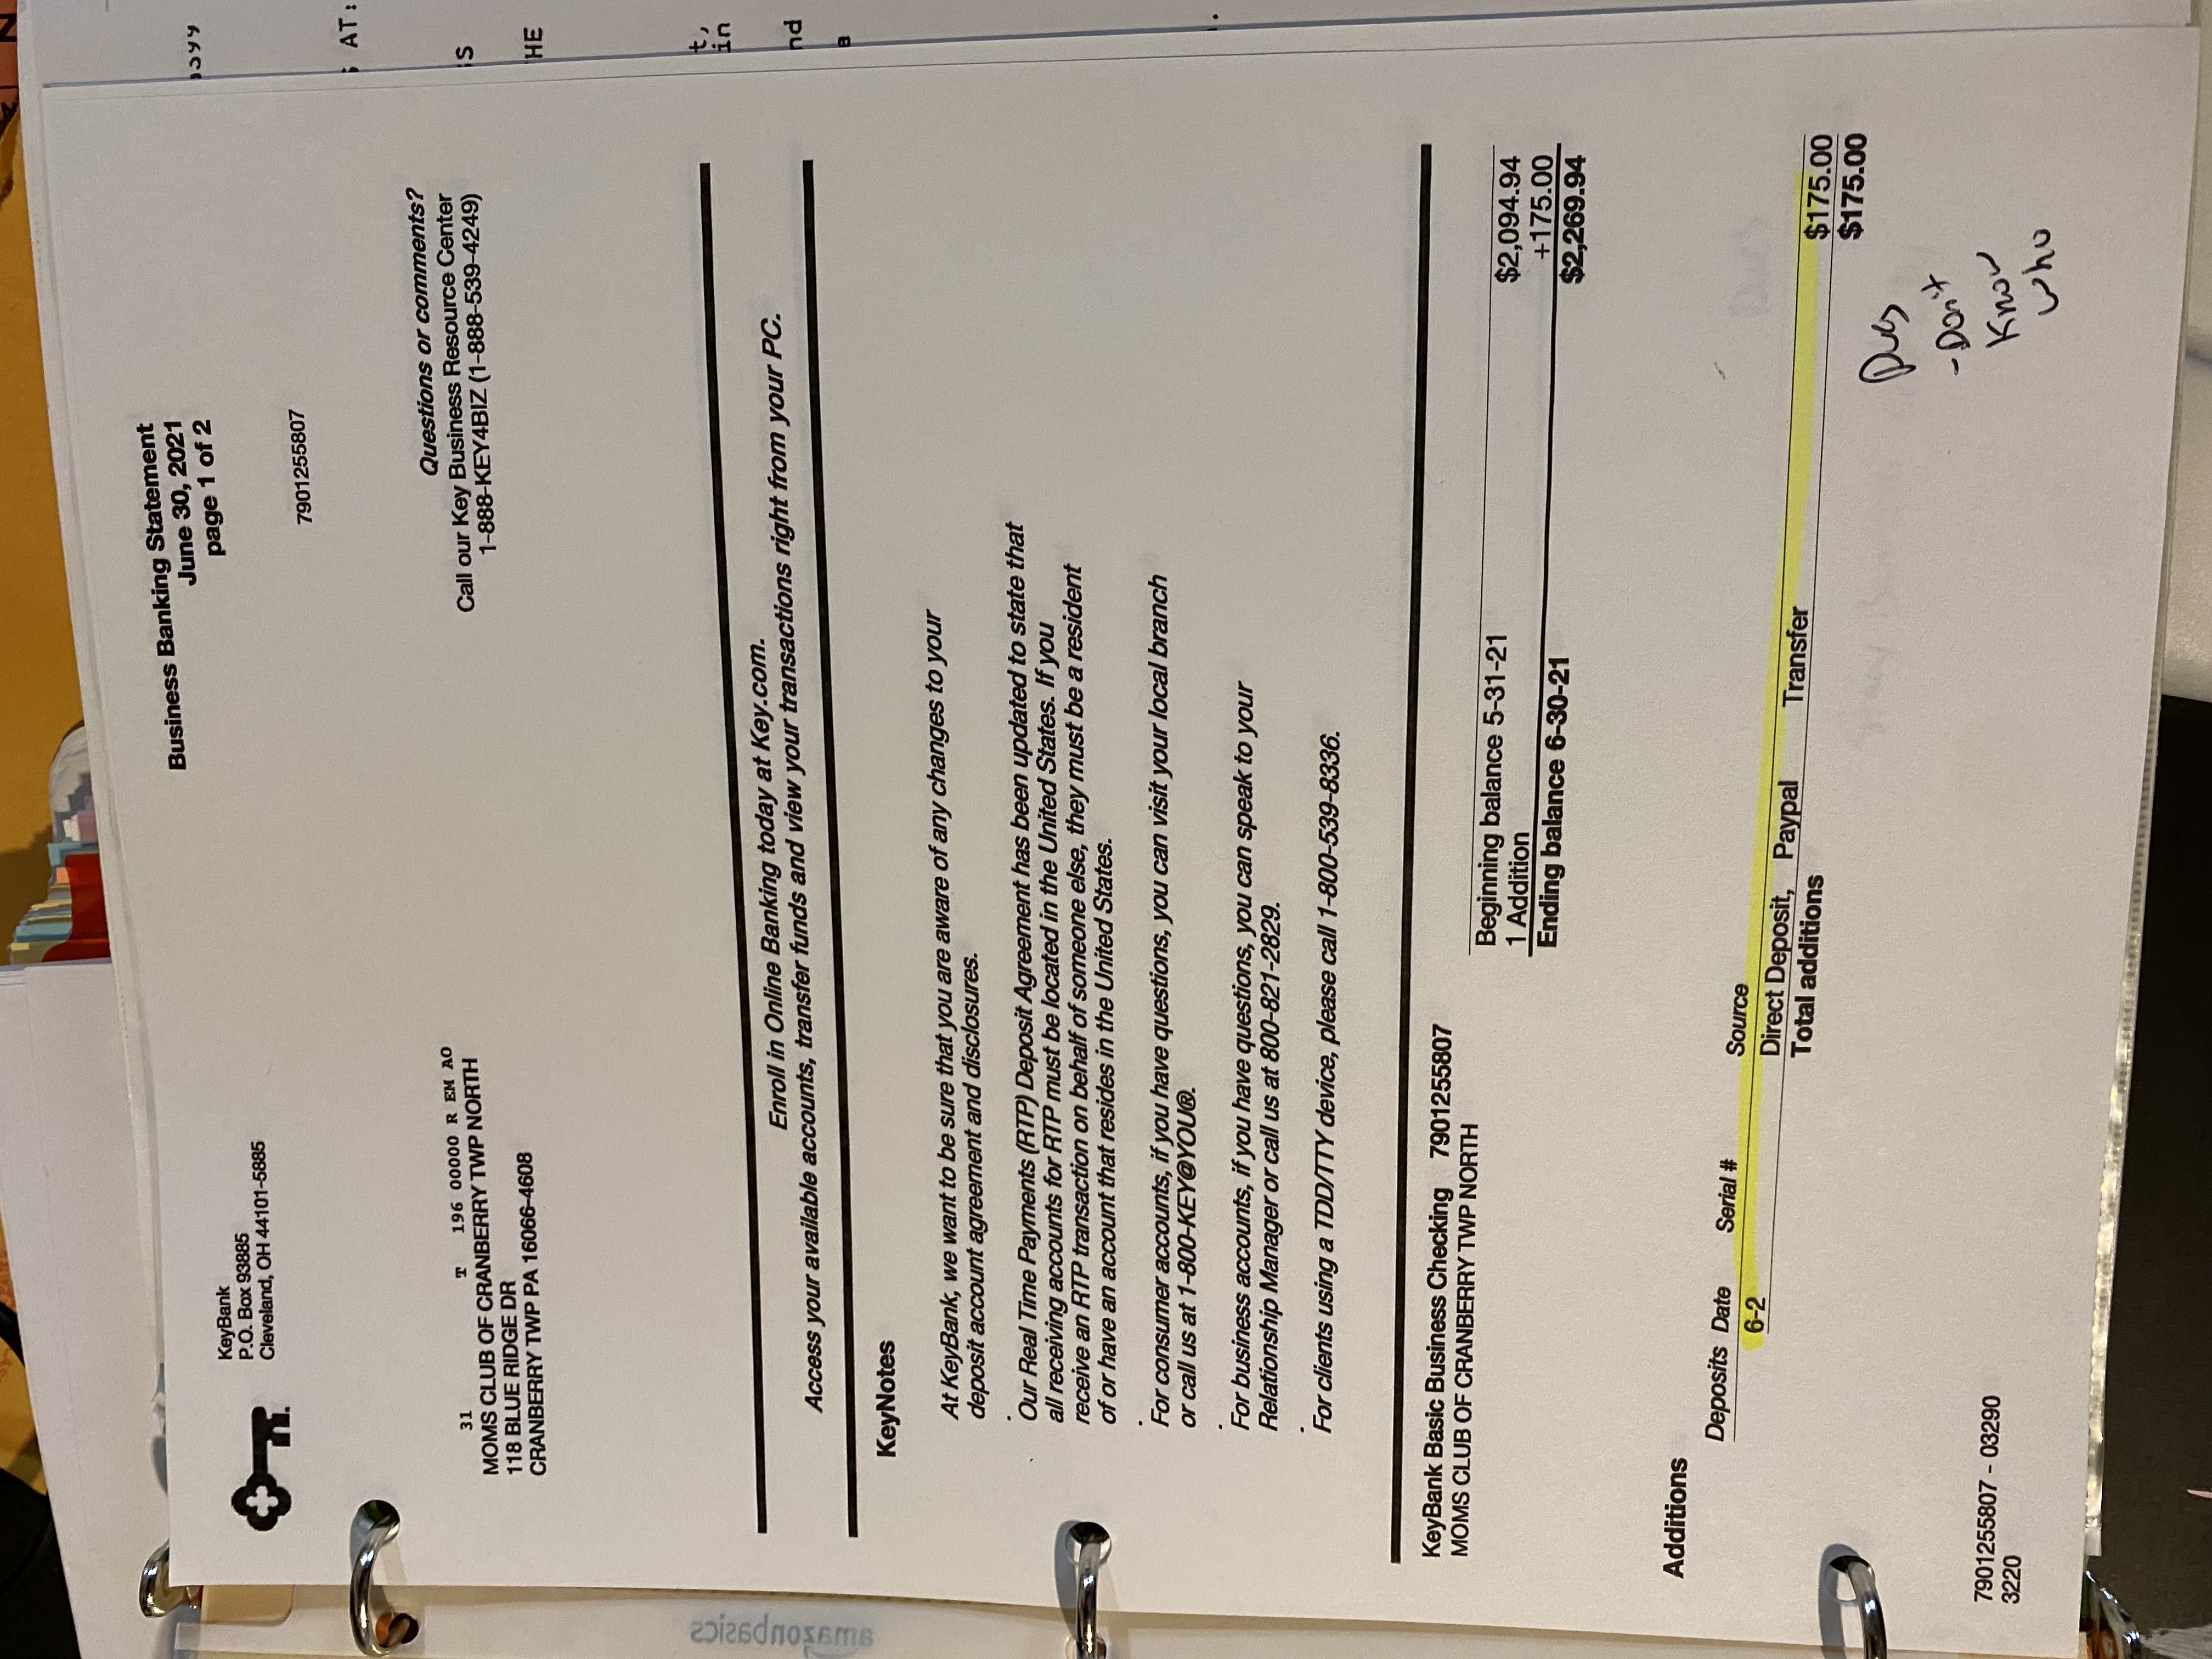 Business Banking Statement
June 30, 2021
page 1 of 2
KeyBank
P.O. Box 93885
Cleveland, OH 44101-5885
7901255807
Questions or comments?
Call our Key Business Resource Center
1-888-KEY4BIZ (1-888-539-4249)
31 T 196 00000 R EM AO
MOMS CLUB OF CRANBERRY TWP NORTH
118 BLUE RIDGE DR
CRANBERRY TWP PA 16066-4608
Enroll in Online Banking today at Key.com.
Access your available accounts, transfer funds and view your transactions right from your PC.
KeyNotes
At KeyBank, we want to be sure that you are aware of any changes to your
deposit account agreement and disclosures.
.
Our Real Time Payments (RTP) Deposit Agreement has been updated to state that
all receiving accounts for RTP must be located in the United States. If you
receive an RTP transaction on behalf of someone else, they must be a resident
of or have an account that resides in the United States.
.
For consumer accounts, if you have questions, you can visit your local branch
or call us at 1-800-KEY@YOU®.
.
For business accounts, if you have questions, you can speak to your
Relationship Manager or call us at 800-821-2829.
.
For clients using a TDD/TTY device, please call 1-800-539-8336.
KeyBank Basic Business Checking 7901255807
MOMS CLUB OF CRANBERRY TWP NORTH
Beginning balance 5-31-21 $2,094.94
1 Addition +175.00
Ending balance 6-30-21 $2,269.94
Additions
Deposits Date Serial # Source
6-2 Direct Deposit, Paypal Transfer $175.00
Total additions $175.00
Dues
-Don't
Know
who
7901255807 - 03290
3220
amazonbasics
AT:
S
HE
t,
in
nd
a